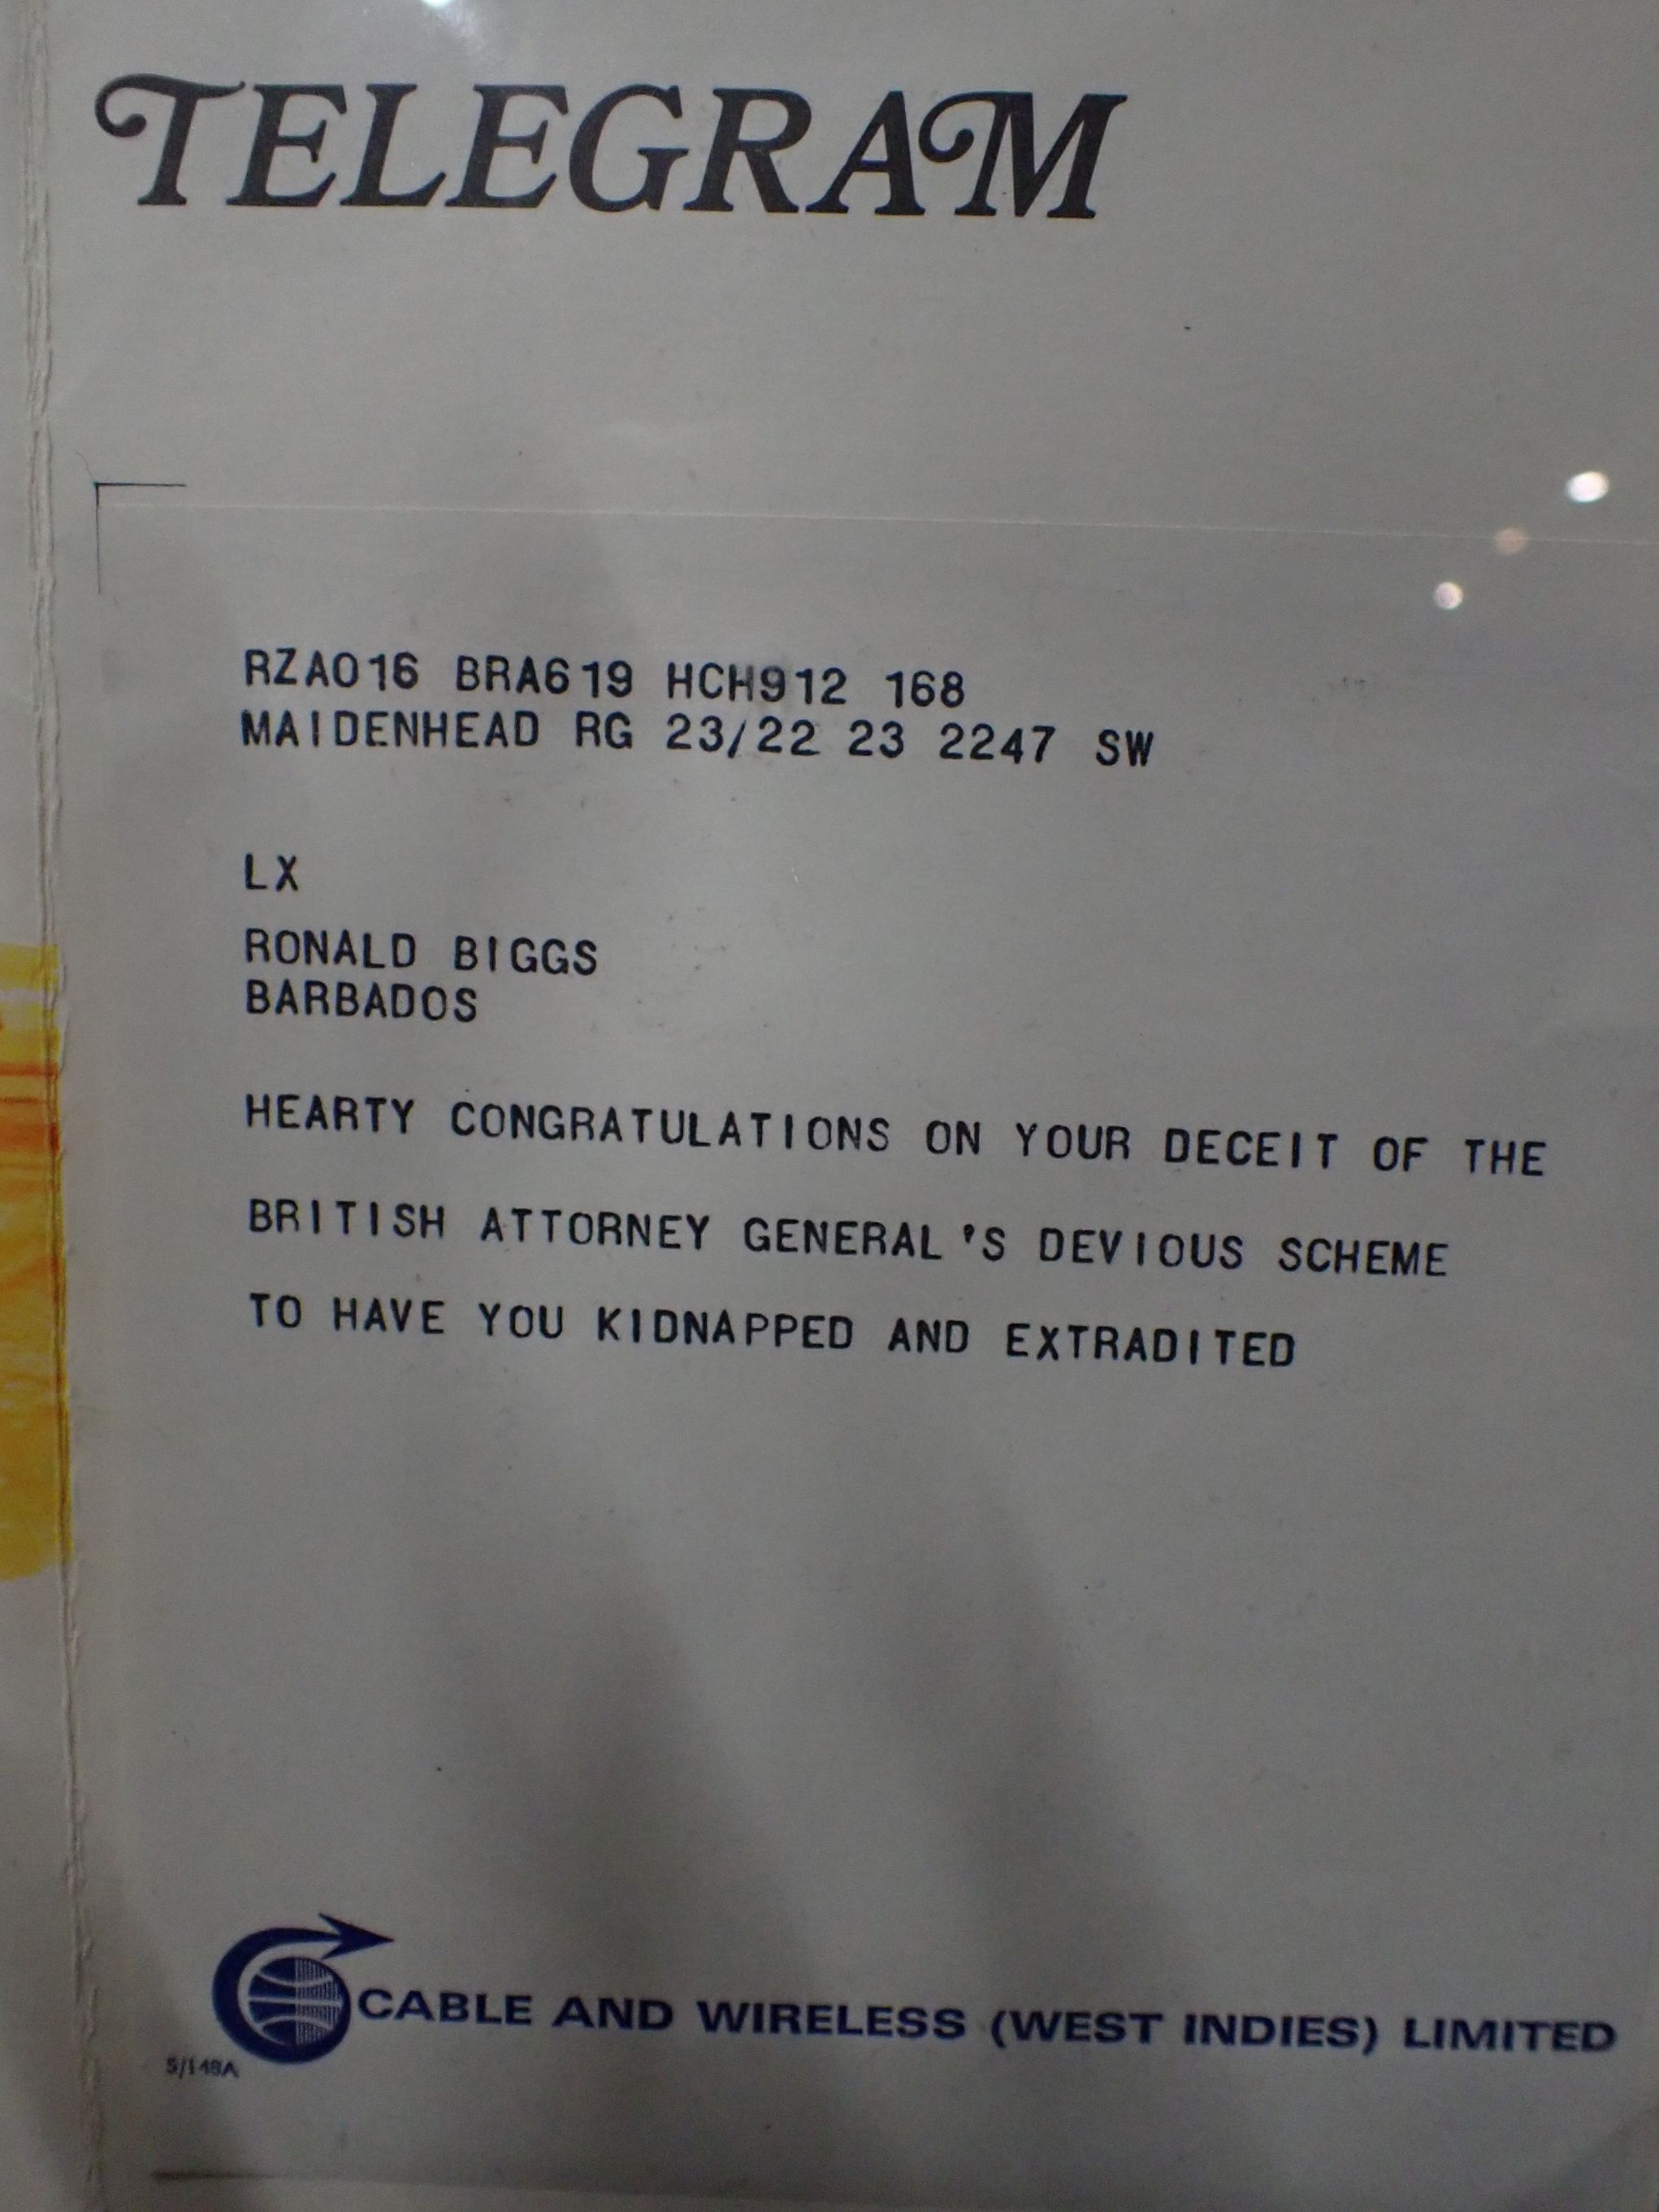 TELEGRAM
RZA016 BRA619 HCH912 168
MAIDENHEAD RG 23/22 23 2247 SW
LX
RONALD BIGGS
BARBADOS
HEARTY CONGRATULATIONS ON YOUR DECEIT OF THE
BRITISH ATTORNEY GENERAL'S DEVIOUS SCHEME
TO HAVE YOU KIDNAPPED AND EXTRADITED
CABLE AND WIRELESS (WEST INDIES) LIMITED
S/148A